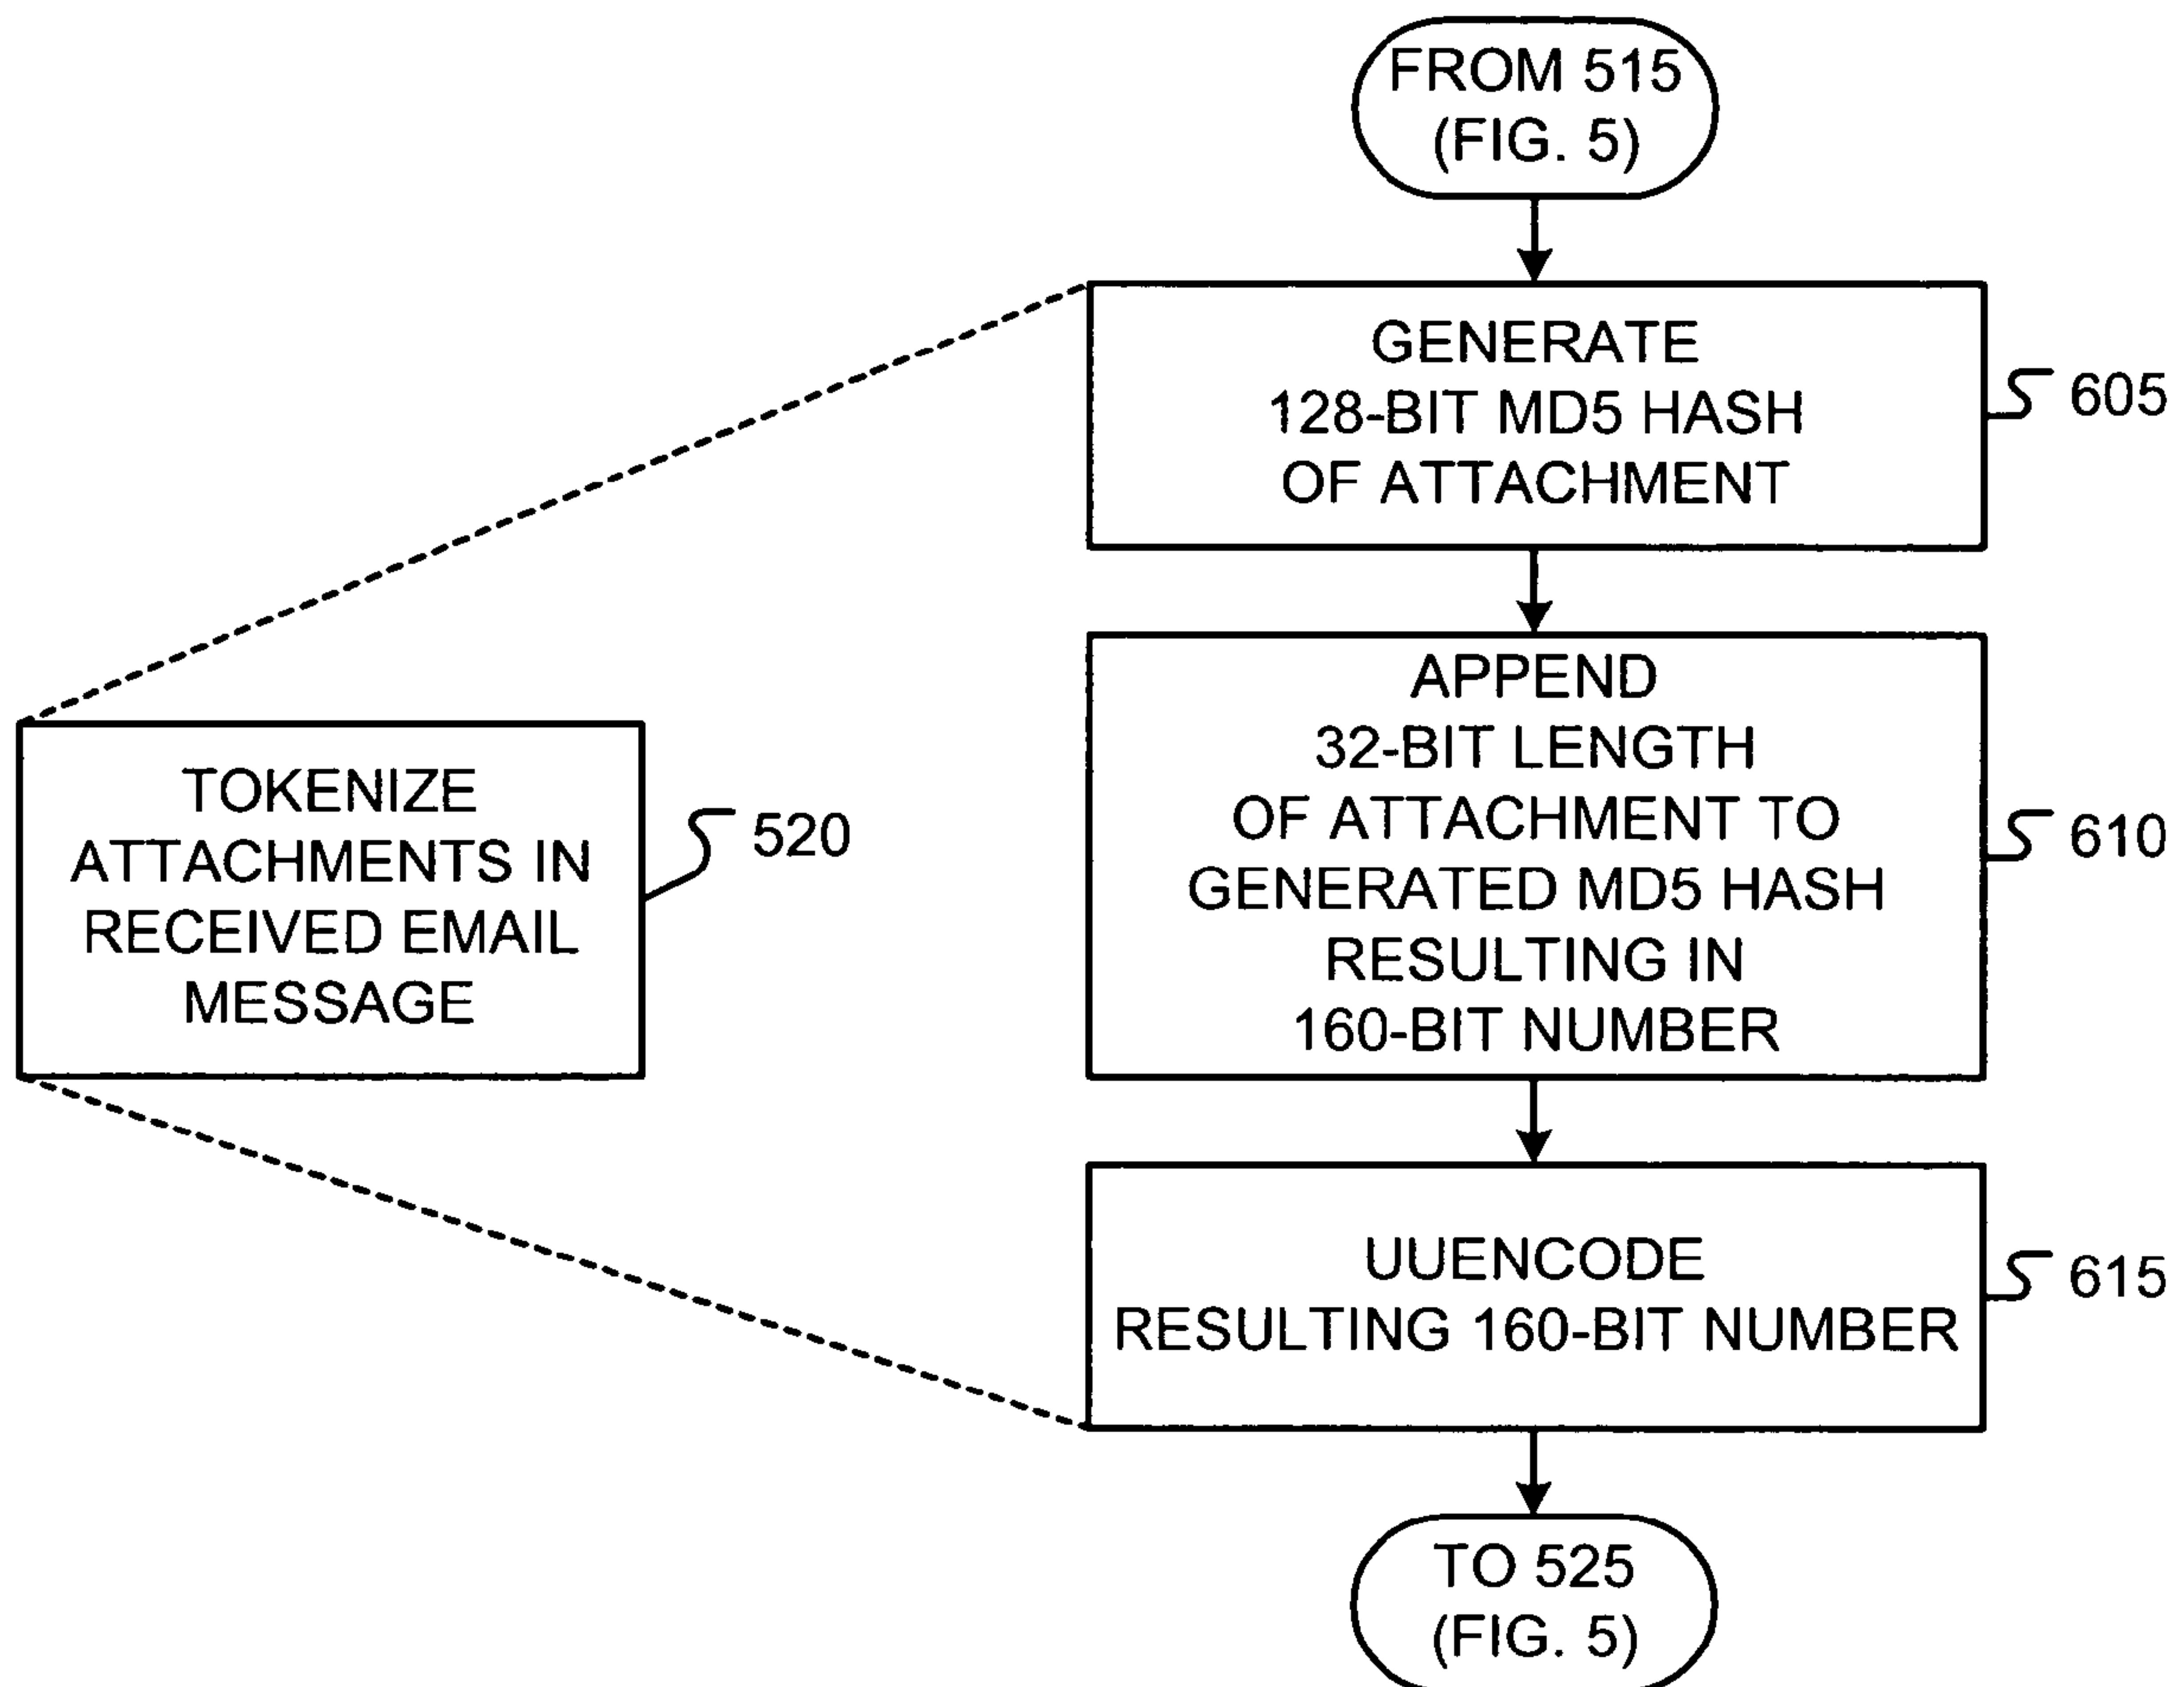 FROM 515
(FIG. 5)
GENERATE
128-BIT MD5 HASH
OF ATTACHMENT
605
APPEND
32-BIT LENGTH
OF ATTACHMENT TO
GENERATED MD5 HASH
RESULTING IN
160-BIT NUMBER
610
TOKENIZE
ATTACHMENTS IN
RECEIVED EMAIL
MESSAGE
520
UUENCODE
RESULTING 160-BIT NUMBER
615
TO 525
(FIG. 5)